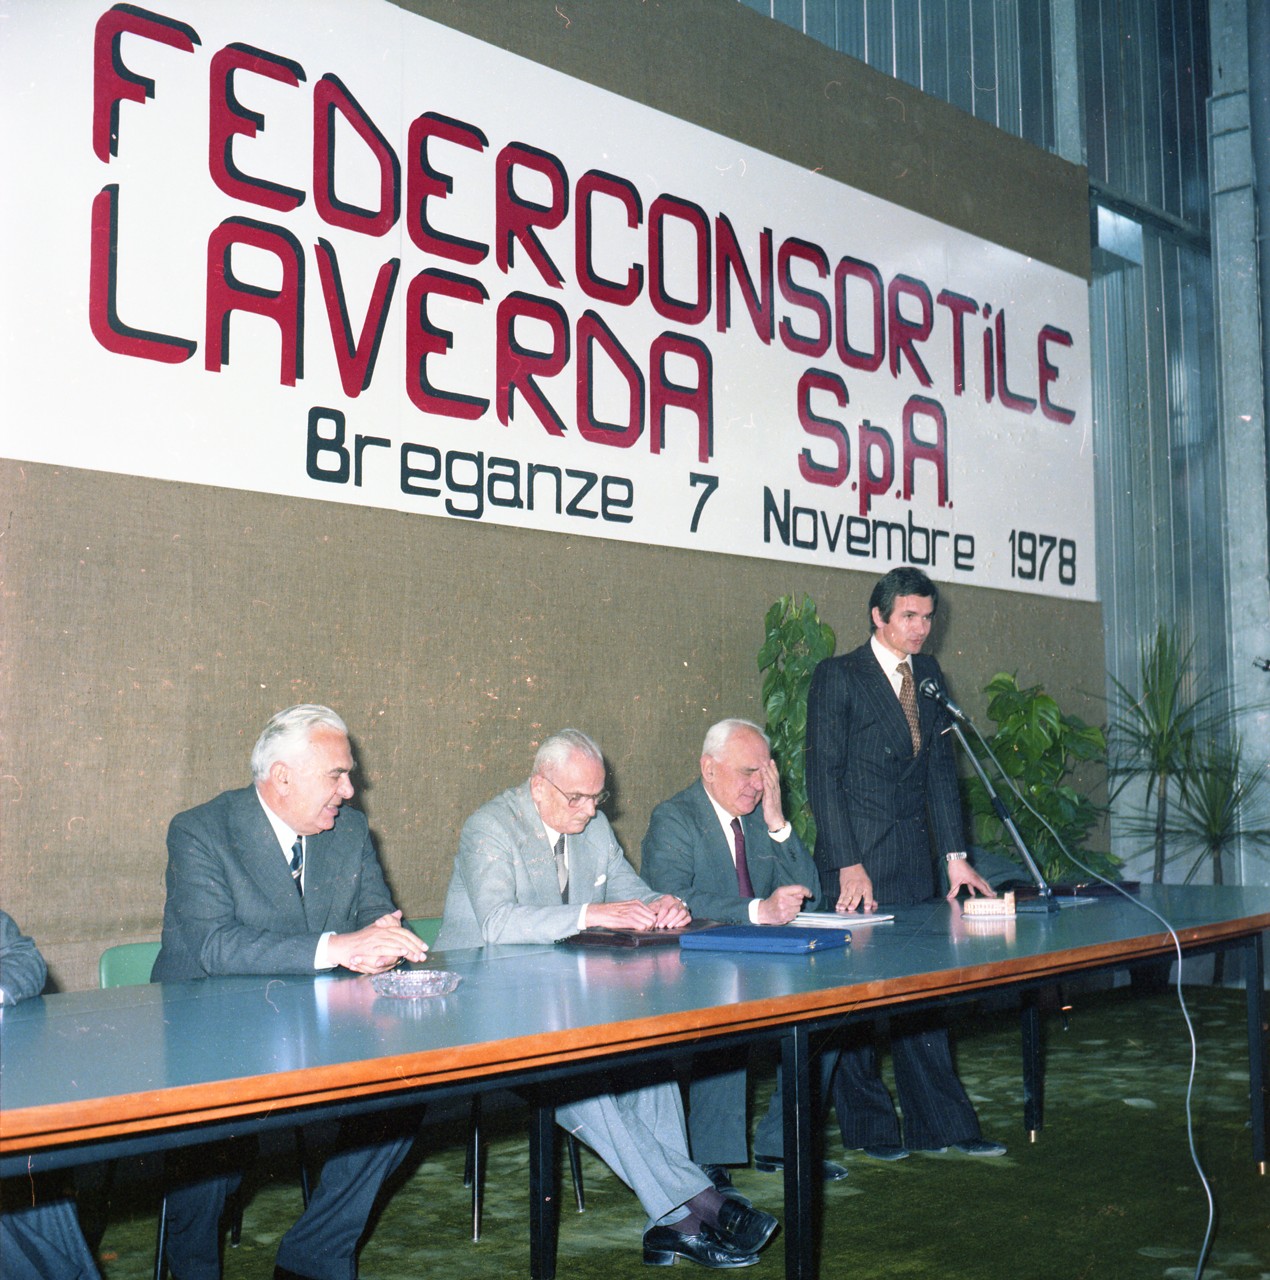 FEDERCONSORTiLE
LAVERDA S.p.A.
Breganze 7 Novembre 1978